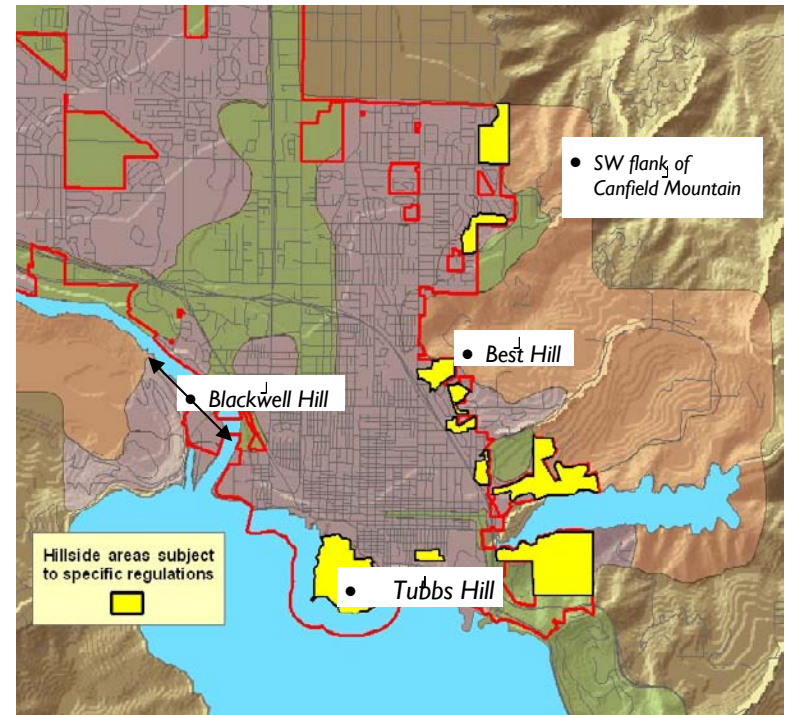 • SW flank of
Canfield Mountain
• Best Hill
• Blackwell Hill
Hillside areas subject
to specific regulations
• Tubbs Hill